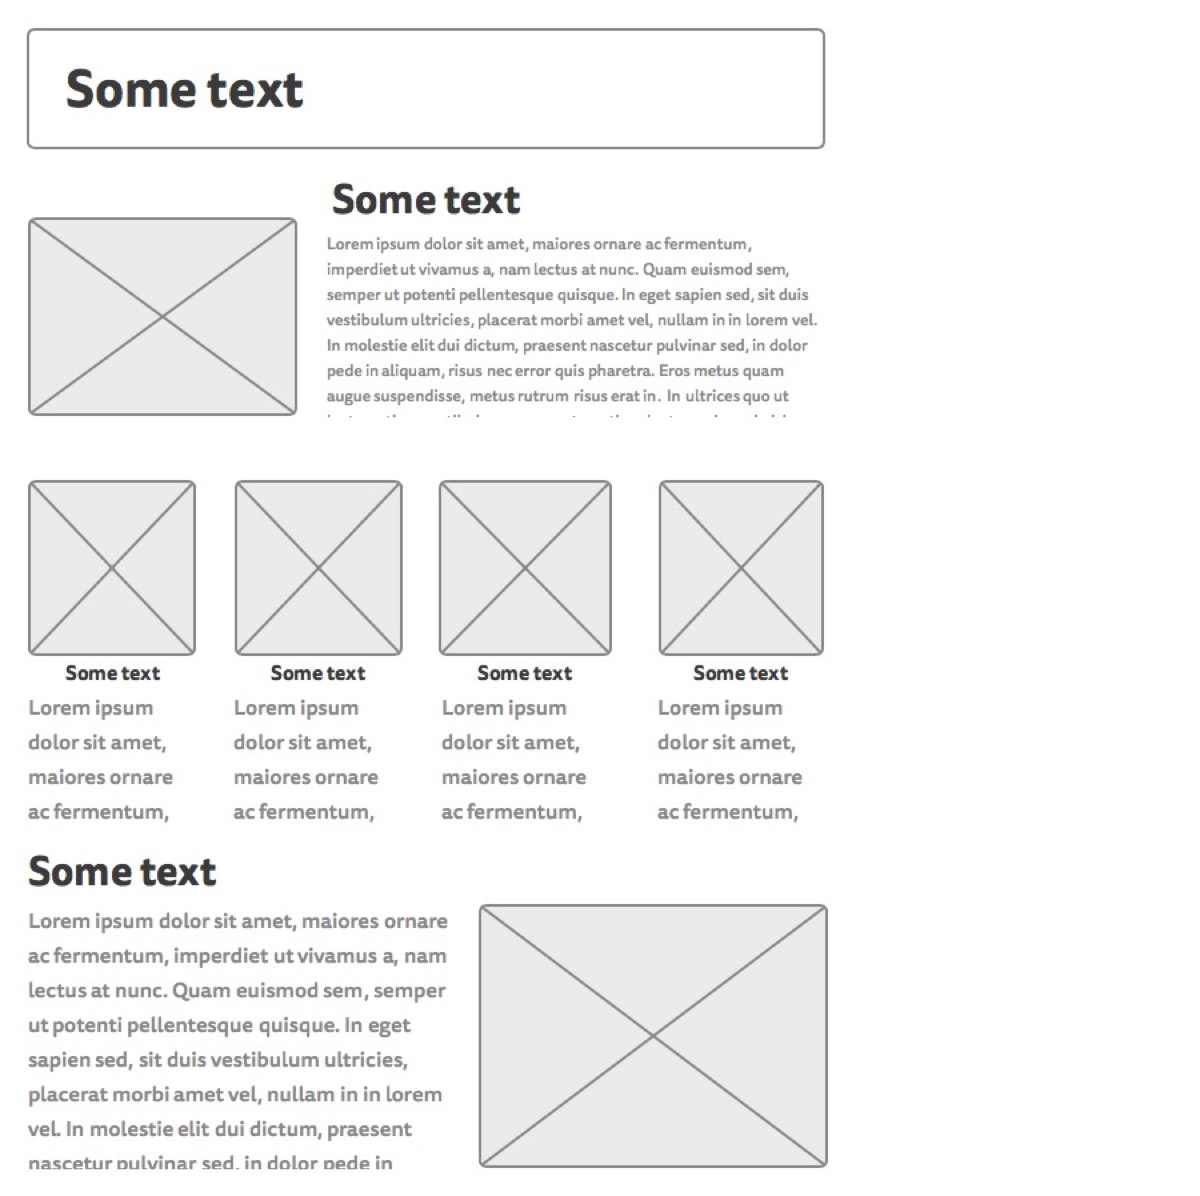 Some text
Some text
Lorem ipsum dolor sit amet, maiores ornare ac fermentum,
imperdiet ut vivamus a, nam lectus at nunc. Quam euismod sem,
semper ut potenti pellentesque quisque. In eget sapien sed, sit duis
vestibulum ultricies, placerat morbi amet vel, nullam in in lorem vel.
In molestie elit dui dictum, praesent nascetur pulvinar sed, in dolor
pede in aliquam, risus nec error quis pharetra. Eros metus quam
augue suspendisse, metus rutrum risus erat in. In ultrices quo ut
Some text
Lorem ipsum
dolor sit amet,
maiores ornare
ac fermentum,
Some text
Lorem ipsum
dolor sit amet,
maiores ornare
ac fermentum,
Some text
Lorem ipsum
dolor sit amet,
maiores ornare
ac fermentum,
Some text
Lorem ipsum
dolor sit amet,
maiores ornare
ac fermentum,
Some text
Lorem ipsum dolor sit amet, maiores ornare
ac fermentum, imperdiet ut vivamus a, nam
lectus at nunc. Quam euismod sem, semper
ut potenti pellentesque quisque. In eget
sapien sed, sit duis vestibulum ultricies,
placerat morbi amet vel, nullam in in lorem
vel. In molestie elit dui dictum, praesent
nascetur pulvinar sed, in dolor pede in